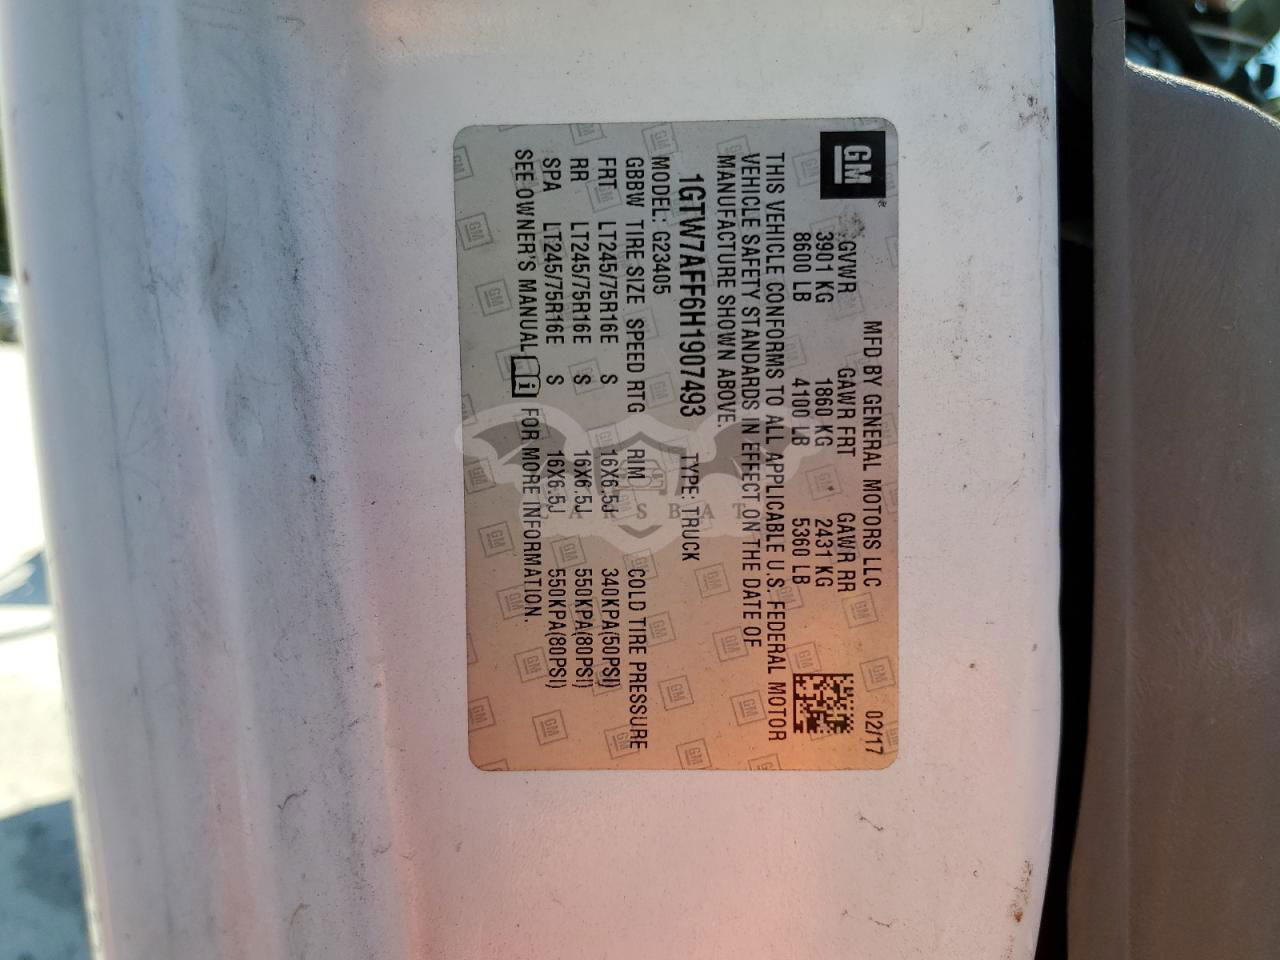 GM
MFD BY GENERAL MOTORS LLC 02/17
GVWR GAWR FRT GAWR RR
3901 KG 1860 KG 2431 KG
8600 LB 4100 LB 5360 LB
THIS VEHICLE CONFORMS TO ALL APPLICABLE U.S. FEDERAL MOTOR
VEHICLE SAFETY STANDARDS IN EFFECT ON THE DATE OF
MANUFACTURE SHOWN ABOVE.
1GTW7AFF6H1907493 TYPE: TRUCK
MODEL: G23405
GBBW TIRE SIZE SPEED RTG RIM COLD TIRE PRESSURE
FRT LT245/75R16E S 16X6.5J 340KPA(50PSI)
RR LT245/75R16E S 16X6.5J 550KPA(80PSI)
SPA LT245/75R16E S 16X6.5J 550KPA(80PSI)
SEE OWNER'S MANUAL i FOR MORE INFORMATION.
CARSBAT